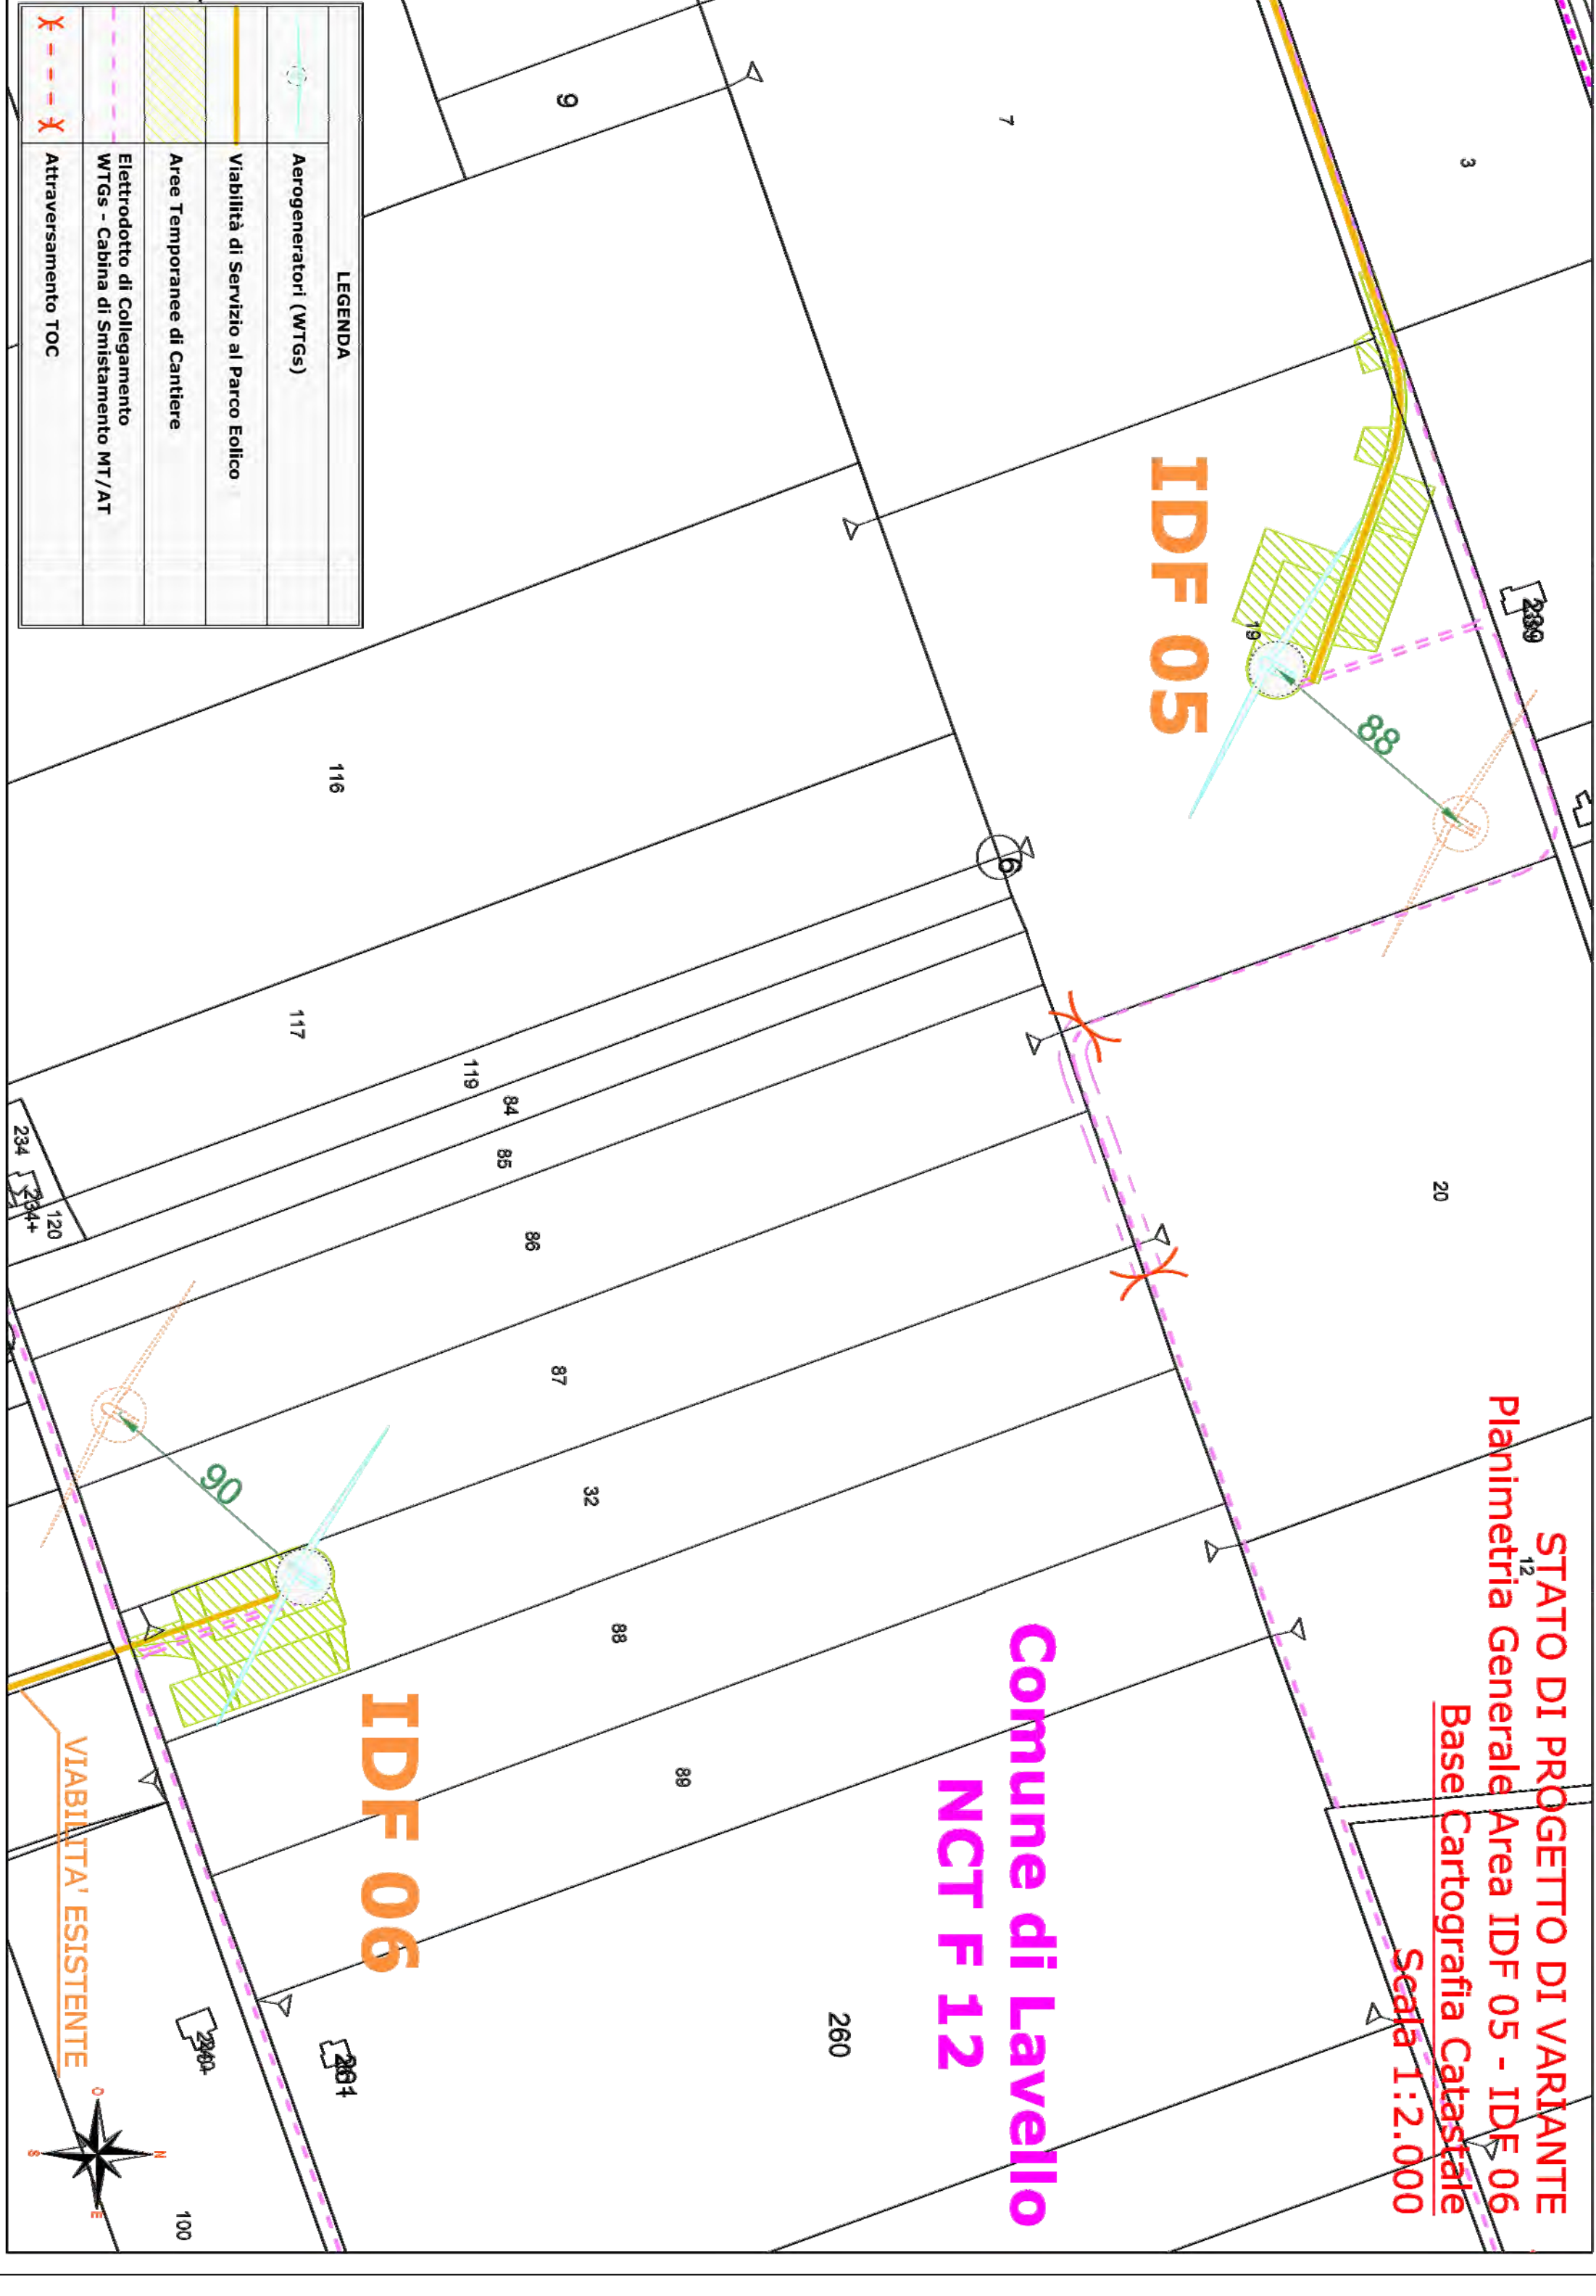 STATO DI PROGETTO DI VARIANTE
Planimetria Generale Area IDF 05 - IDF 06
Base Cartografia Catastale
Scala 1:2.000
3
7
9
12
20
19
IDF 05
88
6
116
117
119
84
85
86
87
32
88
89
260
234
234+
120
90
IDF 06
Comune di Lavello
NCT F 12
VIABILITA' ESISTENTE
100
N
O
E
S
LEGENDA
Aerogeneratori (WTGs)
Viabilità di Servizio al Parco Eolico
Aree Temporanee di Cantiere
Elettrodotto di Collegamento
WTGs - Cabina di Smistamento MT/AT
Attraversamento TOC